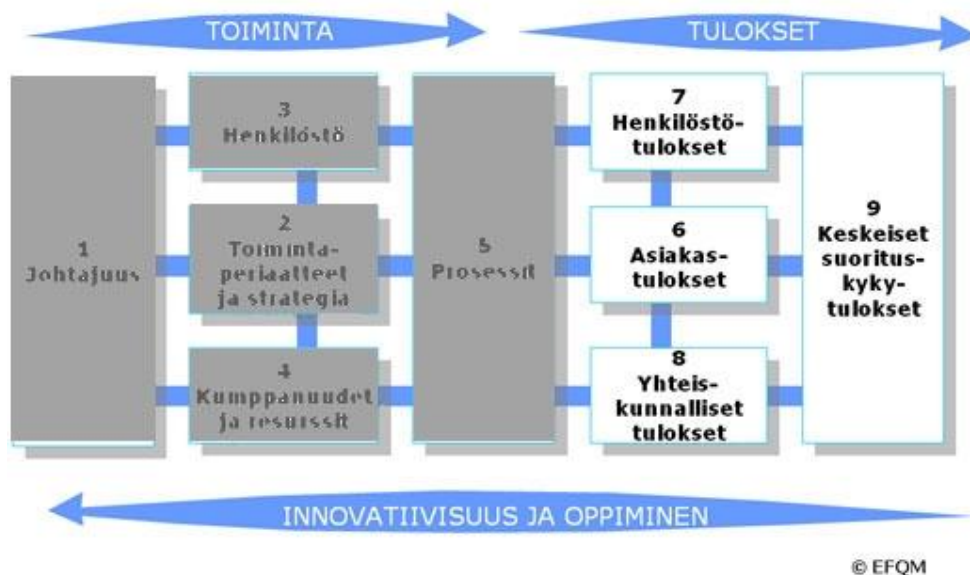 TOIMINTA
TULOKSET
1
Johtajuus
3
Henkilöstö
2
Toiminta-
periaatteet
ja strategia
4
Kumppanuudet
ja resurssit
5
Prosessit
7
Henkilöstö-
tulokset
6
Asiakas-
tulokset
8
Yhteis-
kunnalliset
tulokset
9
Keskeiset
suoritus-
kyky-
tulokset
INNOVATIIVISUUS JA OPPIMINEN
© EFQM